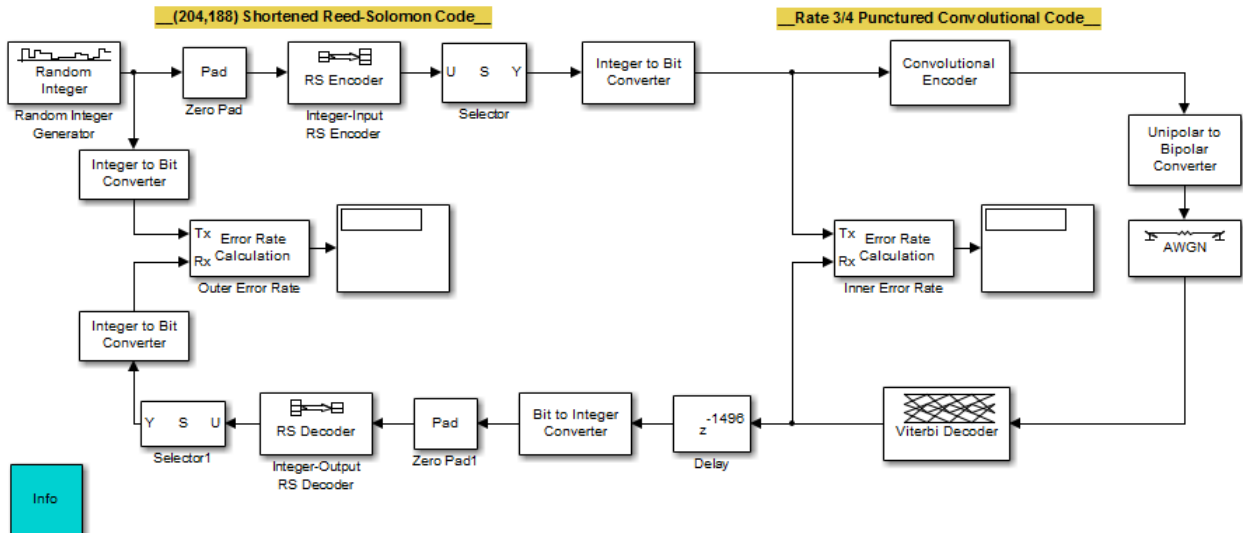 __(204,188) Shortened Reed-Solomon Code__
__Rate 3/4 Punctured Convolutional Code__
Random
Integer
Random Integer
Generator
Pad
Zero Pad
RS Encoder
Integer-Input
RS Encoder
U S Y
Selector
Integer to Bit
Converter
Convolutional
Encoder
Unipolar to
Bipolar
Converter
AWGN
Integer to Bit
Converter
Tx
Rx
Error Rate
Calculation
Outer Error Rate
Tx
Rx
Error Rate
Calculation
Inner Error Rate
Integer to Bit
Converter
Y S U
Selector1
RS Decoder
Integer-Output
RS Decoder
Pad
Zero Pad1
Bit to Integer
Converter
z^-1496
Delay
Viterbi Decoder
Info